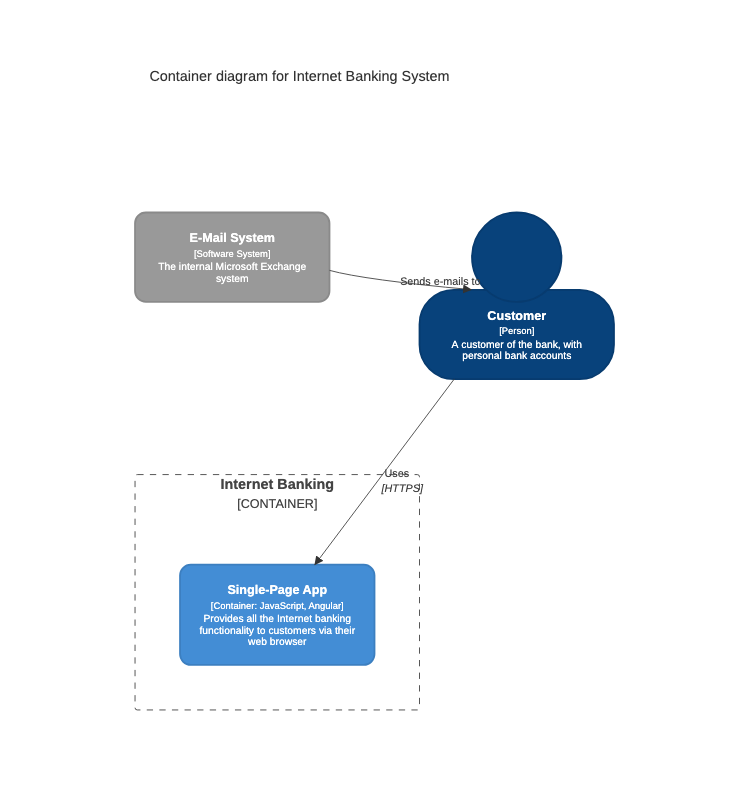 Container diagram for Internet Banking System
E-Mail System
[Software System]
The internal Microsoft Exchange
system
Sends e-mails to
Customer
[Person]
A customer of the bank, with
personal bank accounts
Uses
[HTTPS]
Internet Banking
[CONTAINER]
Single-Page App
[Container: JavaScript, Angular]
Provides all the Internet banking
functionality to customers via their
web browser